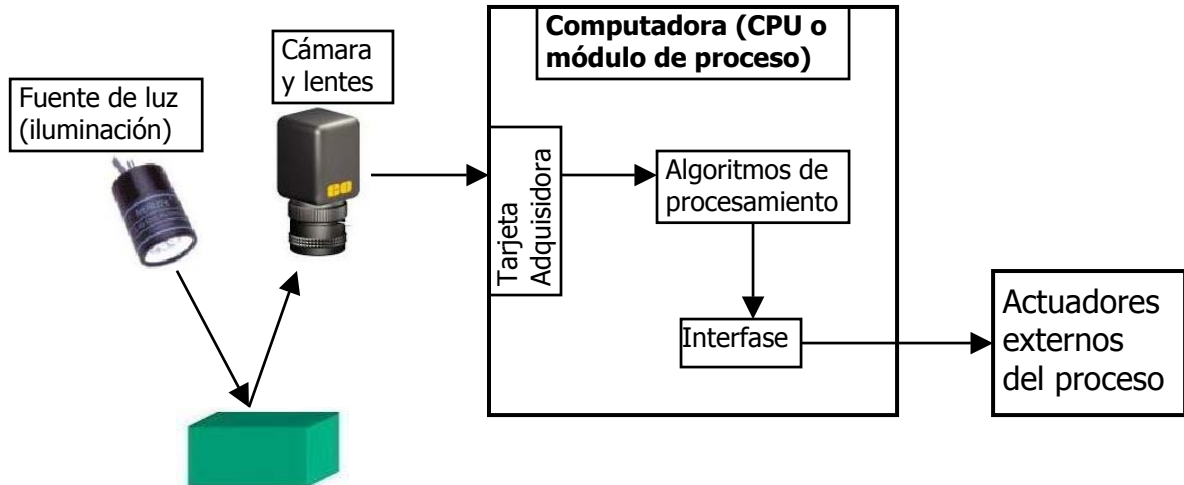 Fuente de luz
(iluminación)
Cámara
y lentes
Computadora (CPU o
módulo de proceso)
Tarjeta
Adquisidora
Algoritmos de
procesamiento
Interfase
Actuadores
externos
del proceso